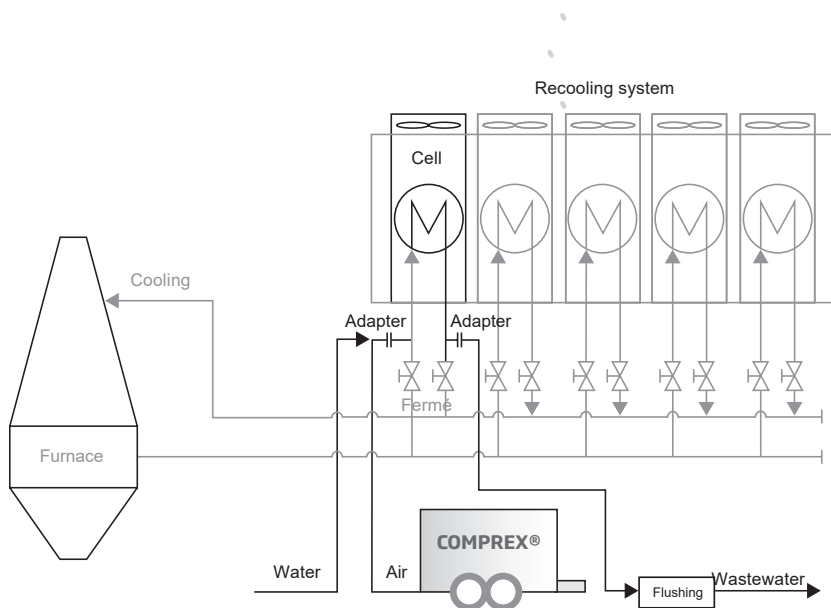 Recooling system
Cell
Cooling
Adapter
Adapter
Fermé
Furnace
COMPREX®
Water
Air
Flushing
Wastewater